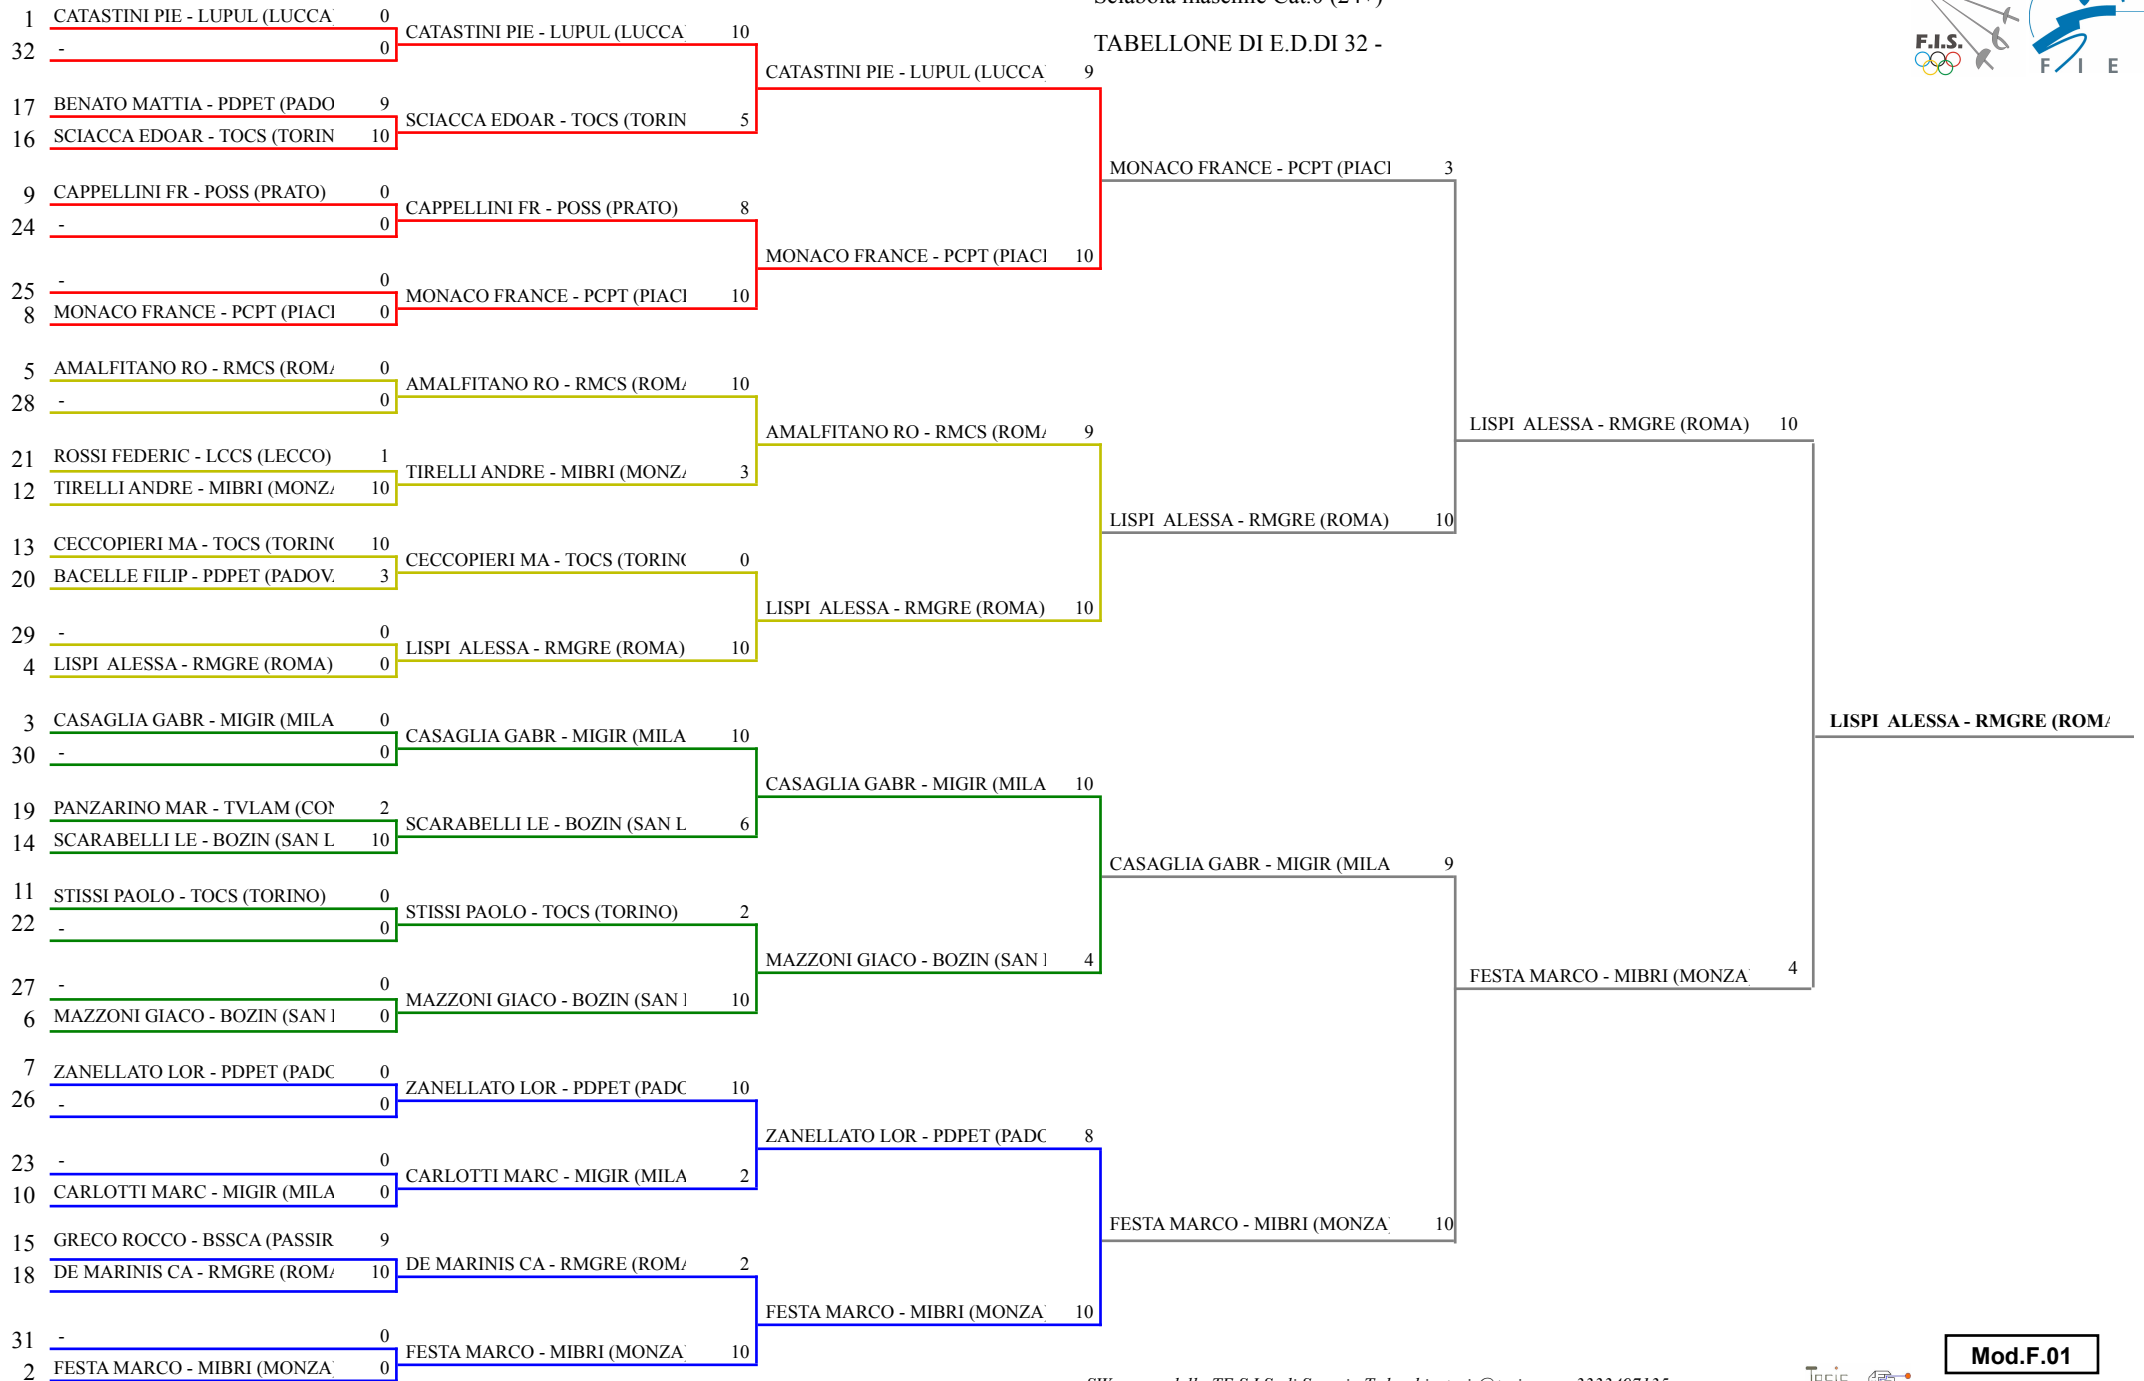 TABELLONE DI E.D.DI 32 -
F.I.S.
F I E
1 CATASTINI PIE - LUPUL (LUCCA 0
32 - 0
17 BENATO MATTIA - PDPET (PADO 9
16 SCIACCA EDOAR - TOCS (TORIN 10
9 CAPPELLINI FR - POSS (PRATO) 0
24 - 0
25 - 0
8 MONACO FRANCE - PCPT (PIACI 0
5 AMALFITANO RO - RMCS (ROMA 0
28 - 0
21 ROSSI FEDERIC - LCCS (LECCO) 1
12 TIRELLI ANDRE - MIBRI (MONZA 10
13 CECCOPIERI MA - TOCS (TORINO 10
20 BACELLE FILIP - PDPET (PADOV. 3
29 - 0
4 LISPI ALESSA - RMGRE (ROMA) 0
3 CASAGLIA GABR - MIGIR (MILA 0
30 - 0
19 PANZARINO MAR - TVLAM (CON 2
14 SCARABELLI LE - BOZIN (SAN L 10
11 STISSI PAOLO - TOCS (TORINO) 0
22 - 0
27 - 0
6 MAZZONI GIACO - BOZIN (SAN 0
7 ZANELLATO LOR - PDPET (PADO 0
26 - 0
23 - 0
10 CARLOTTI MARC - MIGIR (MILA 0
15 GRECO ROCCO - BSSCA (PASSIR 9
18 DE MARINIS CA - RMGRE (ROMA 10
31 - 0
2 FESTA MARCO - MIBRI (MONZA 0
CATASTINI PIE - LUPUL (LUCCA 10
SCIACCA EDOAR - TOCS (TORIN 5
CAPPELLINI FR - POSS (PRATO) 8
MONACO FRANCE - PCPT (PIACI 10
AMALFITANO RO - RMCS (ROMA 10
TIRELLI ANDRE - MIBRI (MONZA 3
CECCOPIERI MA - TOCS (TORINO 0
LISPI ALESSA - RMGRE (ROMA) 10
CASAGLIA GABR - MIGIR (MILA 10
SCARABELLI LE - BOZIN (SAN L 6
STISSI PAOLO - TOCS (TORINO) 2
MAZZONI GIACO - BOZIN (SAN 10
ZANELLATO LOR - PDPET (PADO 10
CARLOTTI MARC - MIGIR (MILA 2
DE MARINIS CA - RMGRE (ROMA 2
FESTA MARCO - MIBRI (MONZA 10
CATASTINI PIE - LUPUL (LUCCA 9
MONACO FRANCE - PCPT (PIACI 10
AMALFITANO RO - RMCS (ROMA 9
LISPI ALESSA - RMGRE (ROMA) 10
CASAGLIA GABR - MIGIR (MILA 10
MAZZONI GIACO - BOZIN (SAN 4
ZANELLATO LOR - PDPET (PADO 8
FESTA MARCO - MIBRI (MONZA 10
MONACO FRANCE - PCPT (PIACI 3
LISPI ALESSA - RMGRE (ROMA) 10
CASAGLIA GABR - MIGIR (MILA 9
FESTA MARCO - MIBRI (MONZA 10
LISPI ALESSA - RMGRE (ROMA) 10
FESTA MARCO - MIBRI (MONZA 4
LISPI ALESSA - RMGRE (ROMA
Mod.F.01